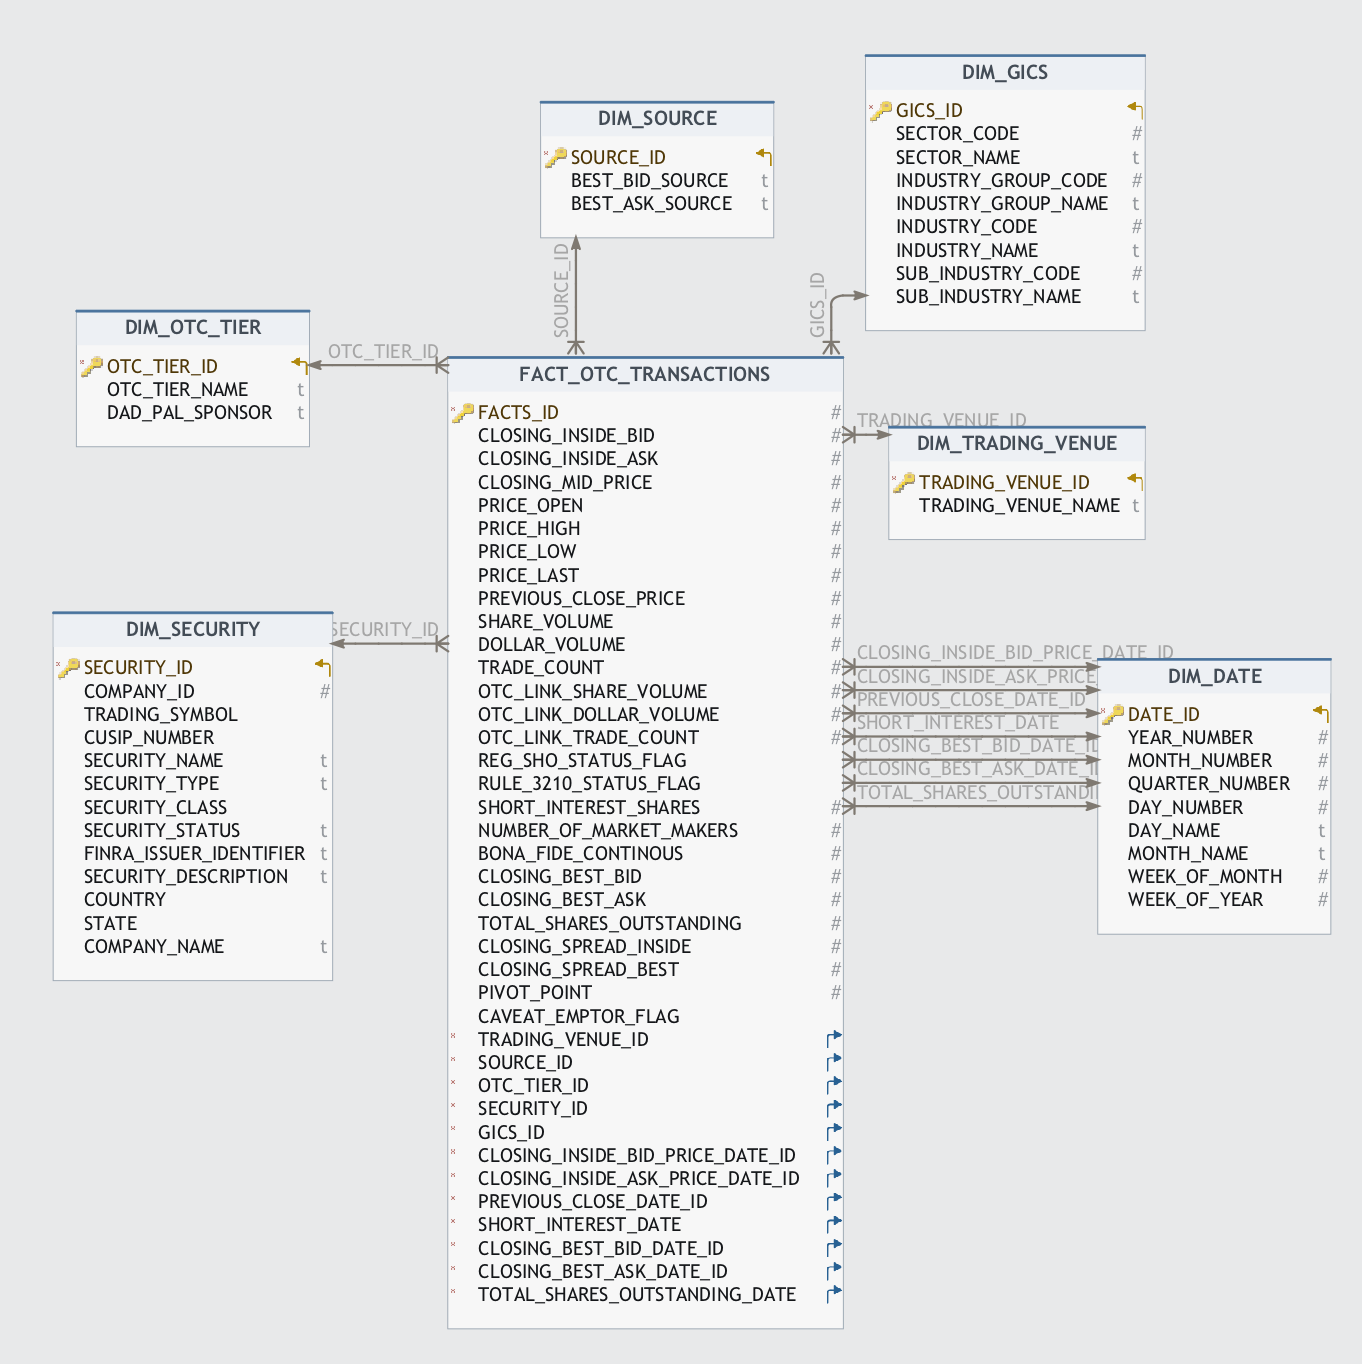 DIM_GICS
GICS_ID
SECTOR_CODE #
SECTOR_NAME t
INDUSTRY_GROUP_CODE #
INDUSTRY_GROUP_NAME t
INDUSTRY_CODE #
INDUSTRY_NAME t
SUB_INDUSTRY_CODE #
SUB_INDUSTRY_NAME t
DIM_SOURCE
SOURCE_ID
BEST_BID_SOURCE t
BEST_ASK_SOURCE t
SOURCE_ID
GICS_ID
DIM_OTC_TIER
OTC_TIER_ID
OTC_TIER_NAME t
DAD_PAL_SPONSOR t
OTC_TIER_ID
FACT_OTC_TRANSACTIONS
FACTS_ID #
CLOSING_INSIDE_BID #
CLOSING_INSIDE_ASK #
CLOSING_MID_PRICE #
PRICE_OPEN #
PRICE_HIGH #
PRICE_LOW #
PRICE_LAST #
PREVIOUS_CLOSE_PRICE #
SHARE_VOLUME #
DOLLAR_VOLUME #
TRADE_COUNT #
OTC_LINK_SHARE_VOLUME #
OTC_LINK_DOLLAR_VOLUME #
OTC_LINK_TRADE_COUNT #
REG_SHO_STATUS_FLAG
RULE_3210_STATUS_FLAG
SHORT_INTEREST_SHARES #
NUMBER_OF_MARKET_MAKERS #
BONA_FIDE_CONTINOUS #
CLOSING_BEST_BID #
CLOSING_BEST_ASK #
TOTAL_SHARES_OUTSTANDING #
CLOSING_SPREAD_INSIDE #
CLOSING_SPREAD_BEST #
PIVOT_POINT #
CAVEAT_EMPTOR_FLAG
TRADING_VENUE_ID
SOURCE_ID
OTC_TIER_ID
SECURITY_ID
GICS_ID
CLOSING_INSIDE_BID_PRICE_DATE_ID
CLOSING_INSIDE_ASK_PRICE_DATE_ID
PREVIOUS_CLOSE_DATE_ID
SHORT_INTEREST_DATE
CLOSING_BEST_BID_DATE_ID
CLOSING_BEST_ASK_DATE_ID
TOTAL_SHARES_OUTSTANDING_DATE
TRADING_VENUE_ID
DIM_TRADING_VENUE
TRADING_VENUE_ID
TRADING_VENUE_NAME t
DIM_SECURITY
SECURITY_ID
COMPANY_ID #
TRADING_SYMBOL
CUSIP_NUMBER
SECURITY_NAME t
SECURITY_TYPE t
SECURITY_CLASS
SECURITY_STATUS t
FINRA_ISSUER_IDENTIFIER t
SECURITY_DESCRIPTION t
COUNTRY
STATE
COMPANY_NAME t
SECURITY_ID
CLOSING_INSIDE_BID_PRICE_DATE_ID
CLOSING_INSIDE_ASK_PRICE_
PREVIOUS_CLOSE_DATE_ID
SHORT_INTEREST_DATE
CLOSING_BEST_BID_DATE_ID
CLOSING_BEST_ASK_DATE_ID
TOTAL_SHARES_OUTSTANDI
DIM_DATE
DATE_ID
YEAR_NUMBER #
MONTH_NUMBER #
QUARTER_NUMBER #
DAY_NUMBER #
DAY_NAME t
MONTH_NAME t
WEEK_OF_MONTH #
WEEK_OF_YEAR #